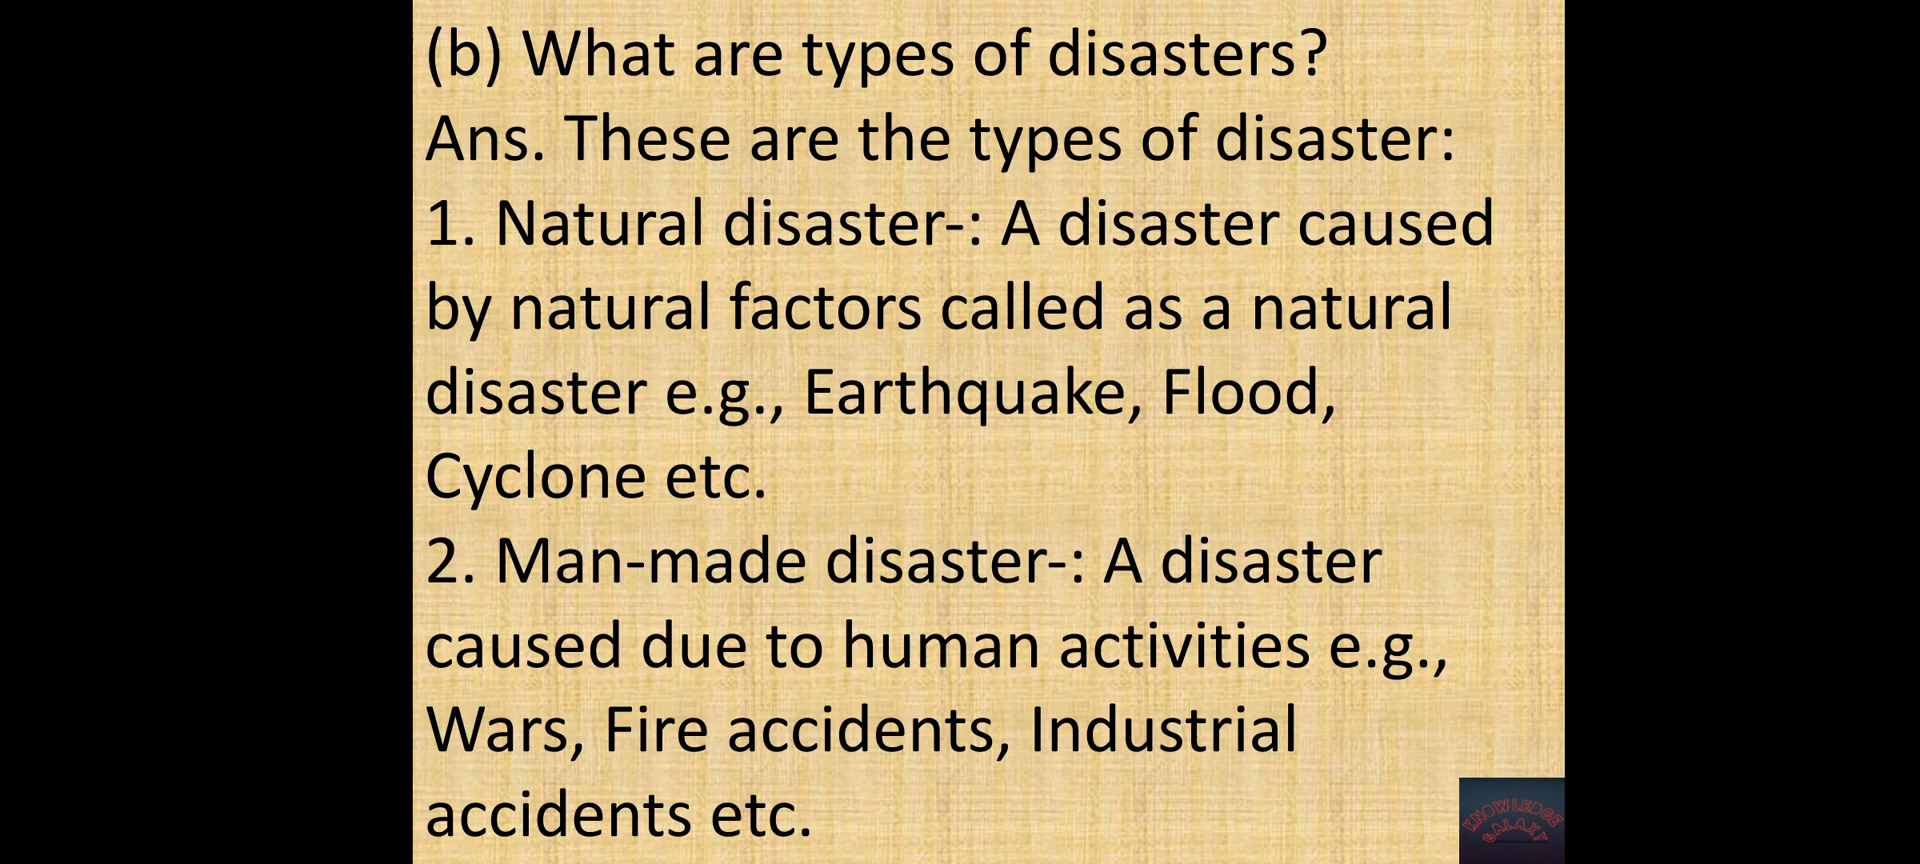 (b) What are types of disasters?
Ans. These are the types of disaster:
1. Natural disaster-: A disaster caused
by natural factors called as a natural
disaster e.g., Earthquake, Flood,
Cyclone etc.
2. Man-made disaster-: A disaster
caused due to human activities e.g.,
Wars, Fire accidents, Industrial
accidents etc.
KNOWLEDGE
GALAXY